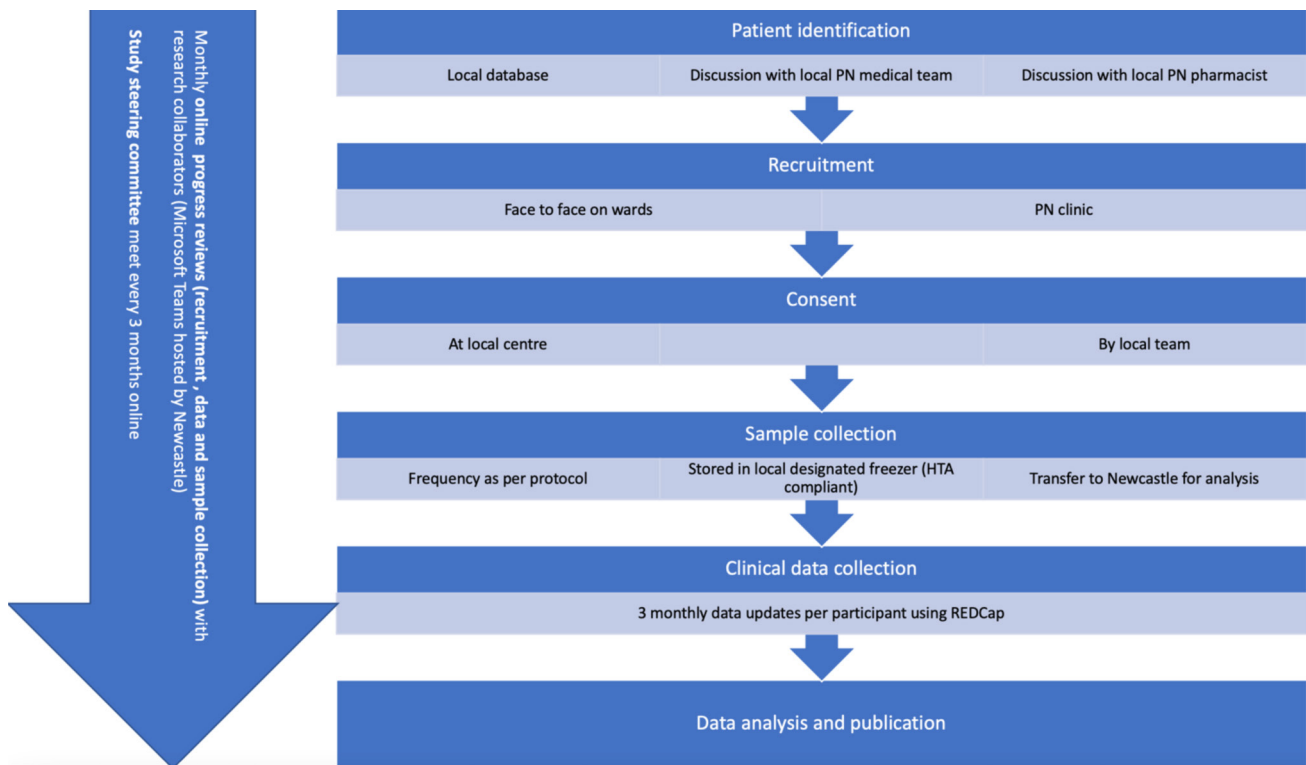 Monthly online progress reviews (recruitment , data and sample collection) with
research collaborators (Microsoft Teams hosted by Newcastle)
Study steering committee meet every 3 months online
Patient identification
Local database
Discussion with local PN medical team
Discussion with local PN pharmacist
Recruitment
Face to face on wards
PN clinic
Consent
At local centre
By local team
Sample collection
Frequency as per protocol
Stored in local designated freezer (HTA
compliant)
Transfer to Newcastle for analysis
Clinical data collection
3 monthly data updates per participant using REDCap
Data analysis and publication